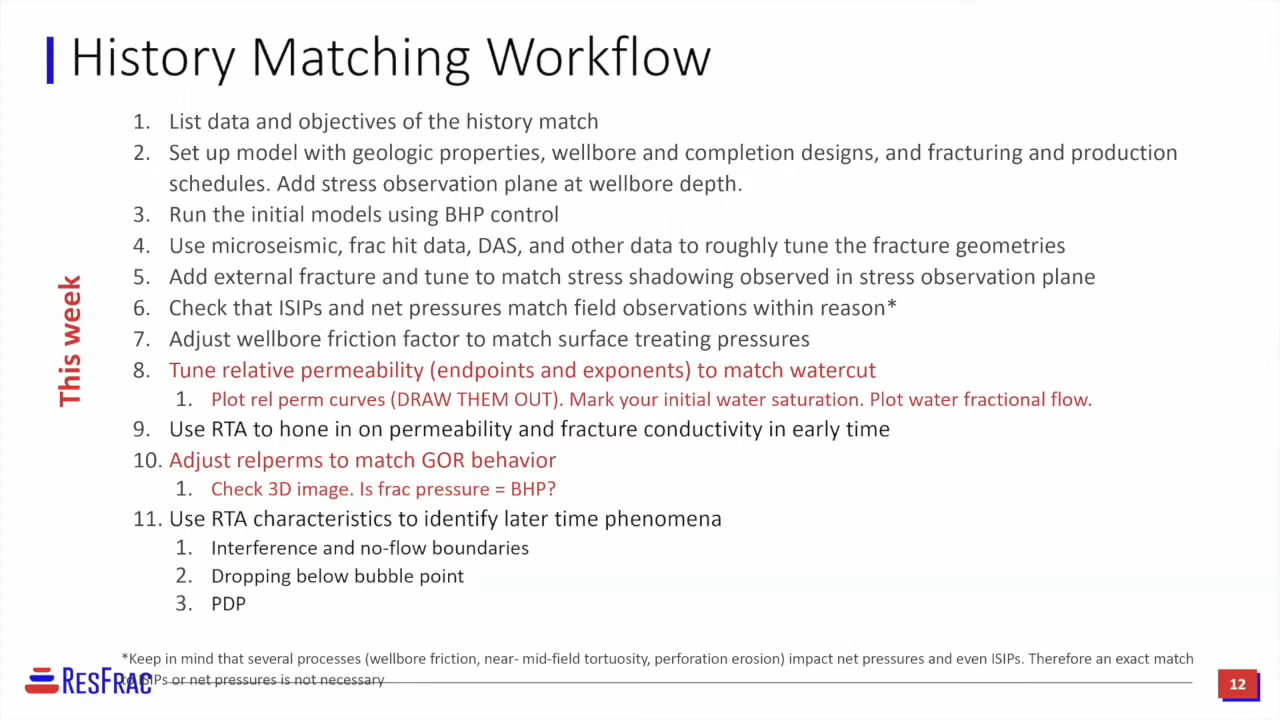 History Matching Workflow
1. List data and objectives of the history match
2. Set up model with geologic properties, wellbore and completion designs, and fracturing and production
schedules. Add stress observation plane at wellbore depth.
3. Run the initial models using BHP control
4. Use microseismic, frac hit data, DAS, and other data to roughly tune the fracture geometries
5. Add external fracture and tune to match stress shadowing observed in stress observation plane
6. Check that ISIPs and net pressures match field observations within reason*
7. Adjust wellbore friction factor to match surface treating pressures
8. Tune relative permeability (endpoints and exponents) to match watercut
1. Plot rel perm curves (DRAW THEM OUT). Mark your initial water saturation. Plot water fractional flow.
9. Use RTA to hone in on permeability and fracture conductivity in early time
10. Adjust relperms to match GOR behavior
1. Check 3D image. Is frac pressure = BHP?
11. Use RTA characteristics to identify later time phenomena
1. Interference and no-flow boundaries
2. Dropping below bubble point
3. PDP
This week
*Keep in mind that several processes (wellbore friction, near- mid-field tortuosity, perforation erosion) impact net pressures and even ISIPs. Therefore an exact match
ISIPs or net pressures is not necessary
RESFRAC
12